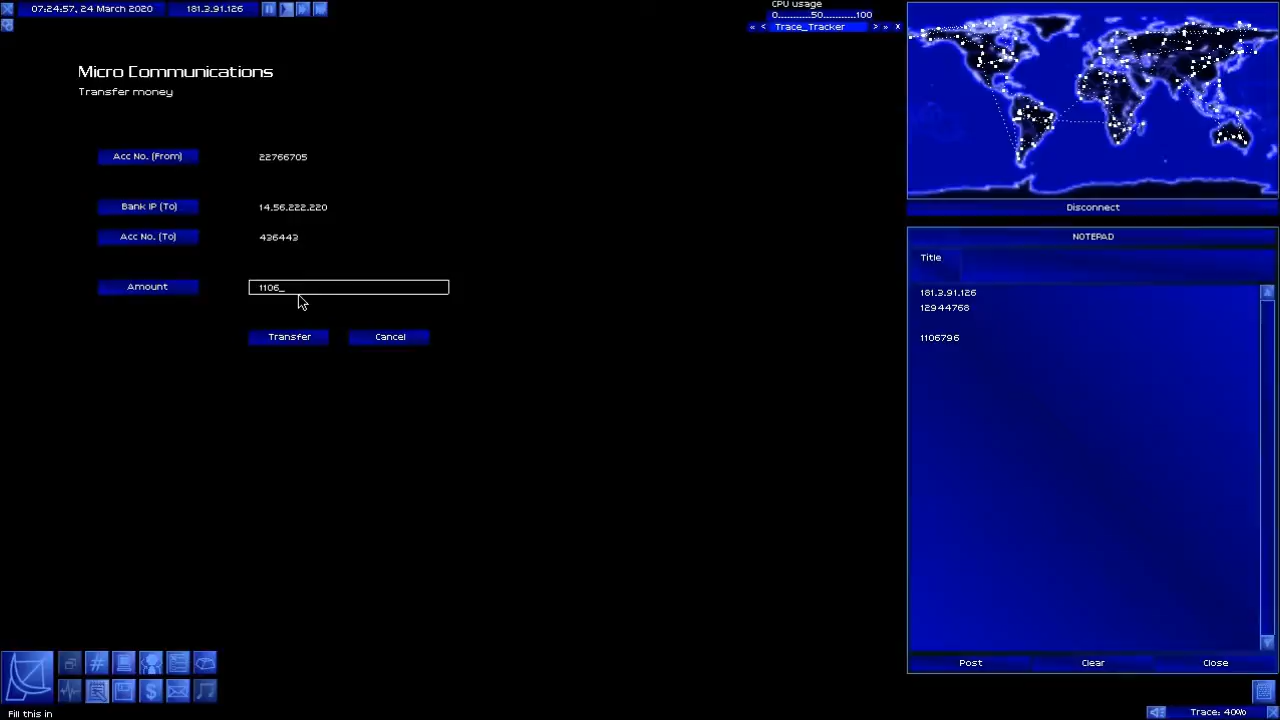 07:24:57, 24 March 2020
181.3.91.126
CPU usage
0.........50.........100
« < Trace_Tracker > » x
Micro Communications
Transfer money
Acc No. (From)
22766705
Bank IP (To)
14.56.222.220
Acc No. (To)
436443
Amount
1106_
Transfer
Cancel
Disconnect
NOTEPAD
Title
181.3.91.126
12944768
1106796
Post
Clear
Close
Fill this in
Trace: 40%